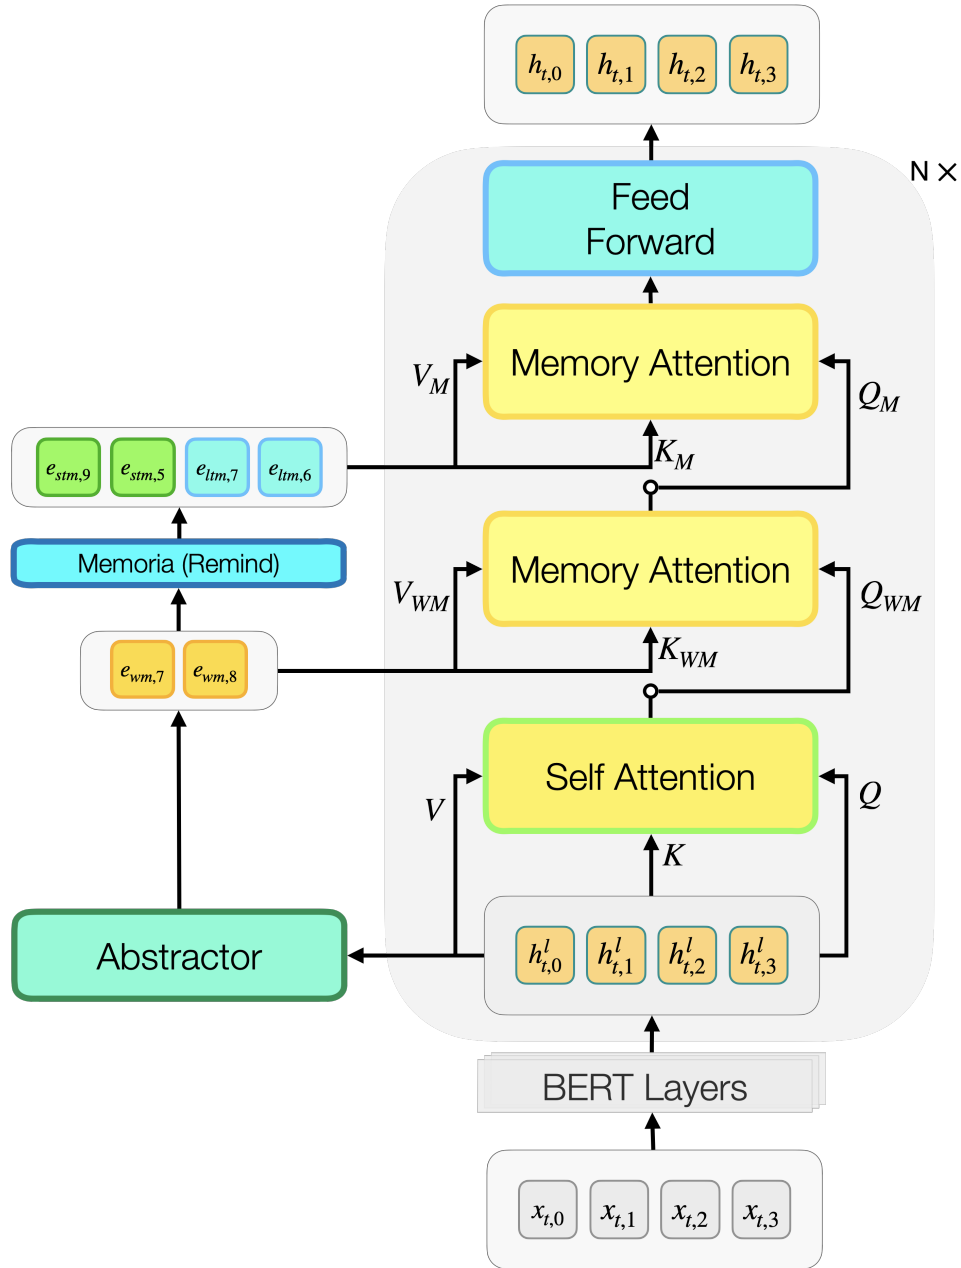 h_{t,0} h_{t,1} h_{t,2} h_{t,3}
N ×
Feed
Forward
Memory Attention
V_M
Q_M
K_M
e_{stm,9} e_{stm,5} e_{ltm,7} e_{ltm,6}
Memoria (Remind)
Memory Attention
V_{WM}
Q_{WM}
K_{WM}
e_{wm,7} e_{wm,8}
Self Attention
V
Q
K
Abstractor
h^l_{t,0} h^l_{t,1} h^l_{t,2} h^l_{t,3}
BERT Layers
x_{t,0} x_{t,1} x_{t,2} x_{t,3}